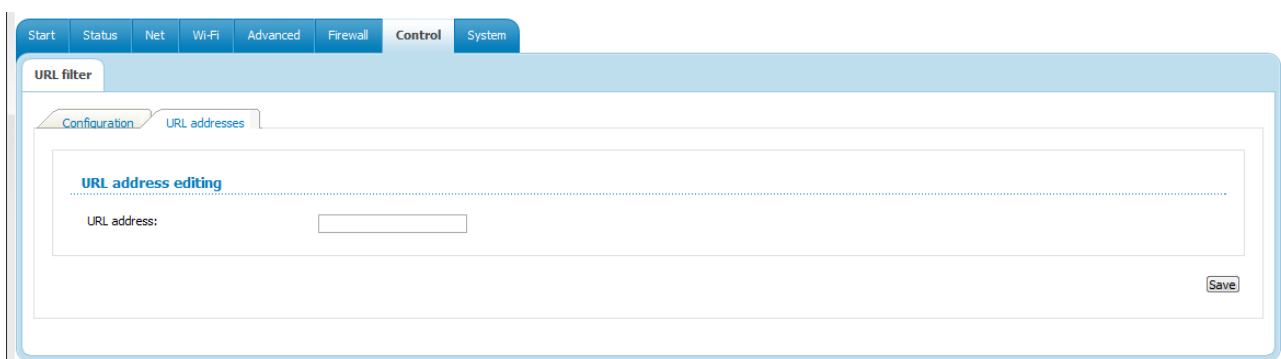 Start Status Net Wi-Fi Advanced Firewall Control System
URL filter
Configuration URL addresses
URL address editing
URL address:
Save